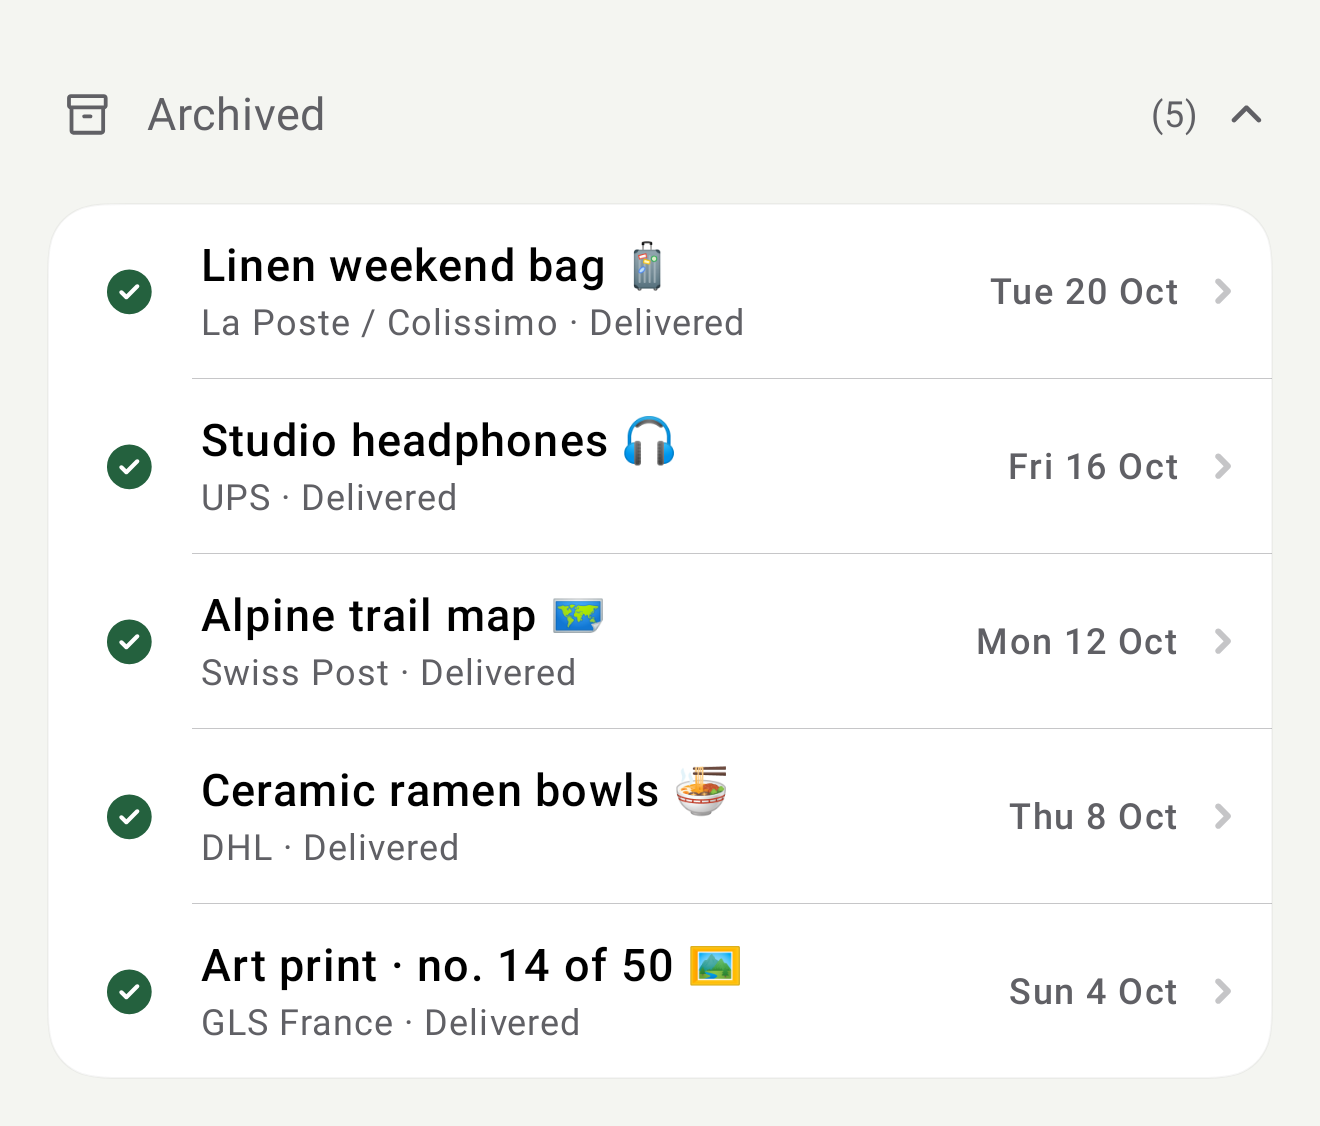 Archived
(5)
Linen weekend bag 🧳
La Poste / Colissimo · Delivered
Tue 20 Oct
Studio headphones 🎧
UPS · Delivered
Fri 16 Oct
Alpine trail map 🗺️
Swiss Post · Delivered
Mon 12 Oct
Ceramic ramen bowls 🍜
DHL · Delivered
Thu 8 Oct
Art print · no. 14 of 50 🖼️
GLS France · Delivered
Sun 4 Oct